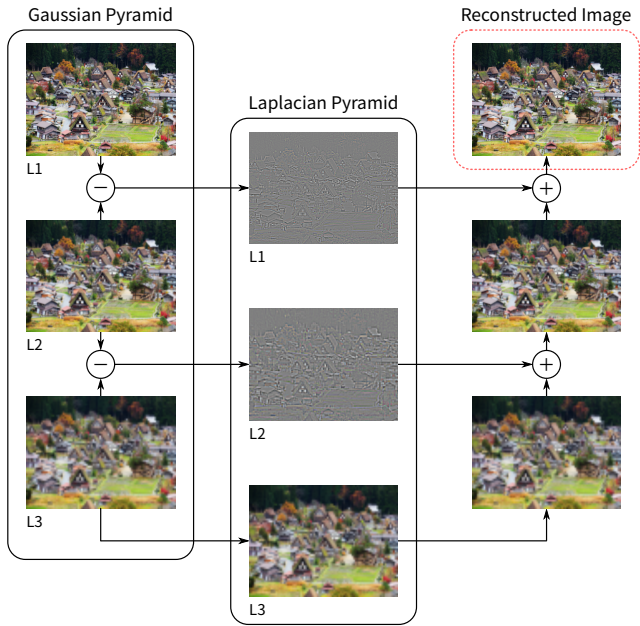 Gaussian Pyramid
Reconstructed Image
Laplacian Pyramid
L1
−
+
L1
L2
−
+
L2
L3
L3